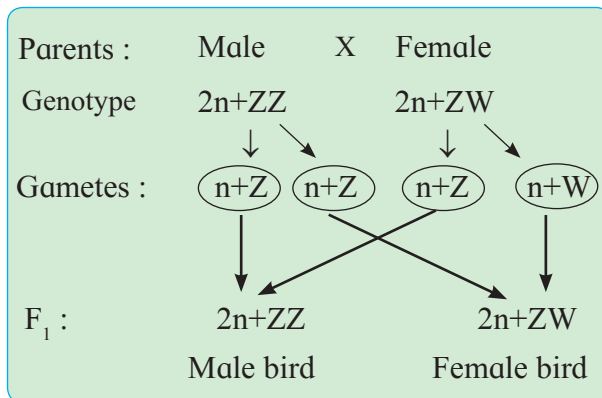 Parents : Male X Female
Genotype 2n+ZZ 2n+ZW
Gametes : n+Z n+Z n+Z n+W
F1 : 2n+ZZ 2n+ZW
Male bird Female bird